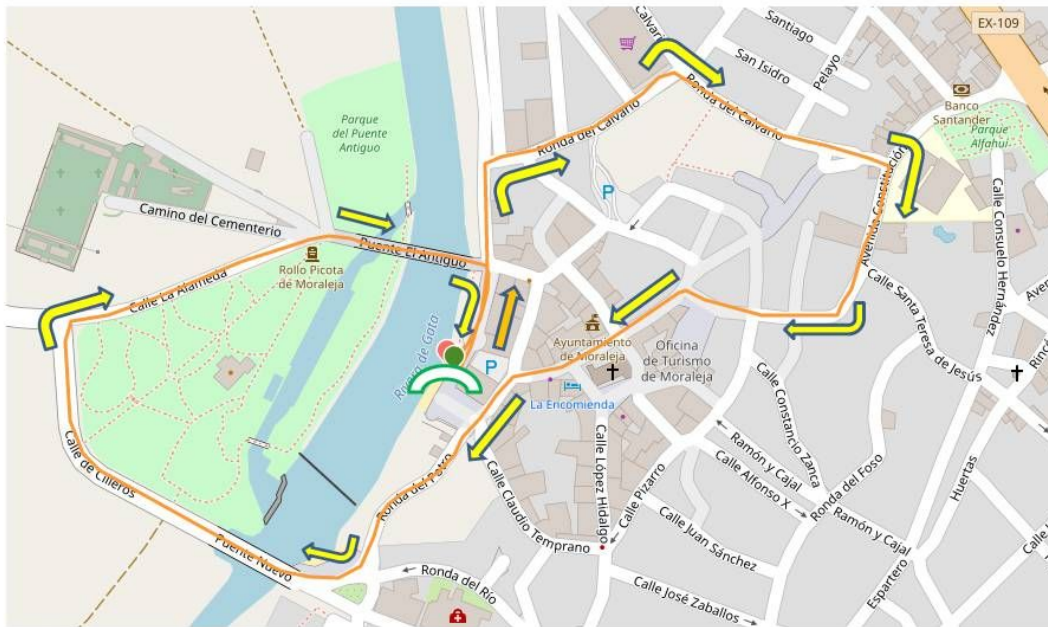 EX-109
Calvario
Santiago
San Isidro
Pelayo
Banco
Santander
Parque
Alfahuí
Parque
del Puente
Antiguo
Ronda del Calvario
Ronda del Calvario
P
Camino del Cementerio
Puente El Antiguo
Rollo Picota
de Moraleja
Calle La Alameda
Avenida Constitución
Calle Consuelo Hernández
Calle Santa Teresa de Jesús
Rivera de Gata
P
Ayuntamiento
de Moraleja
Oficina
de Turismo
de Moraleja
La Encomienda
Calle Constancio Zanca
Calle de Cilleros
Ronda del Potro
Calle Claudio Temprano
Calle López Hidalgo
Calle Pizarro
Ramón y Cajal
Calle Alfonso X
Ronda del Foso
Ramón y Cajal
Huertas
Espartero
Calle Juan Sánchez
Puente Nuevo
Ronda del Río
Calle José Zaballos